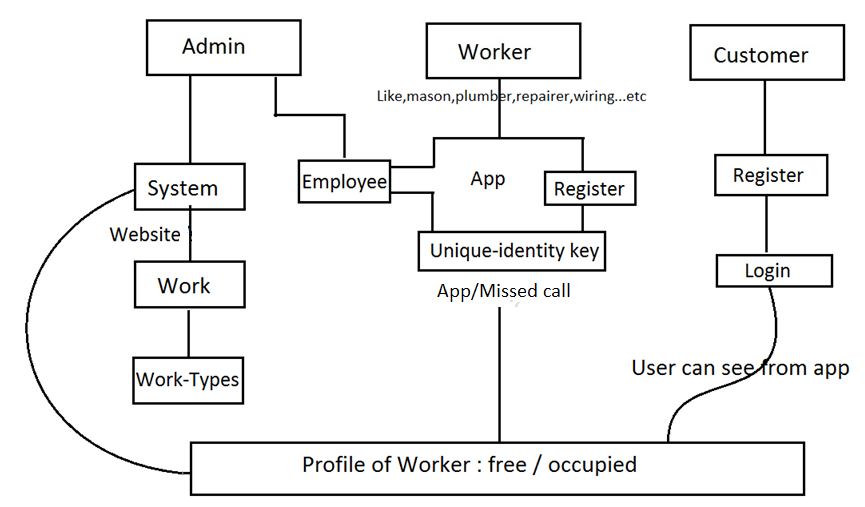 Admin
Worker
Customer
Like,mason,plumber,repairer,wiring...etc
System
Employee
App
Register
Register
Website
Unique-identity key
Work
Login
App/Missed call
Work-Types
User can see from app
Profile of Worker : free / occupied